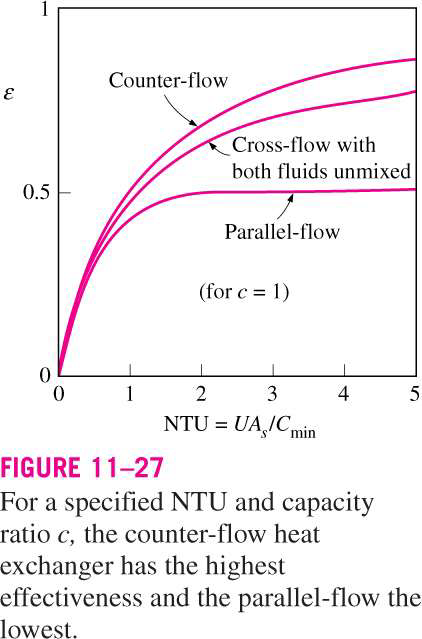 1
ε
Counter-flow
Cross-flow with
both fluids unmixed
0.5
Parallel-flow
(for c = 1)
0
0 1 2 3 4 5
NTU = UAs/Cmin
FIGURE 11–27
For a specified NTU and capacity
ratio c, the counter-flow heat
exchanger has the highest
effectiveness and the parallel-flow the
lowest.